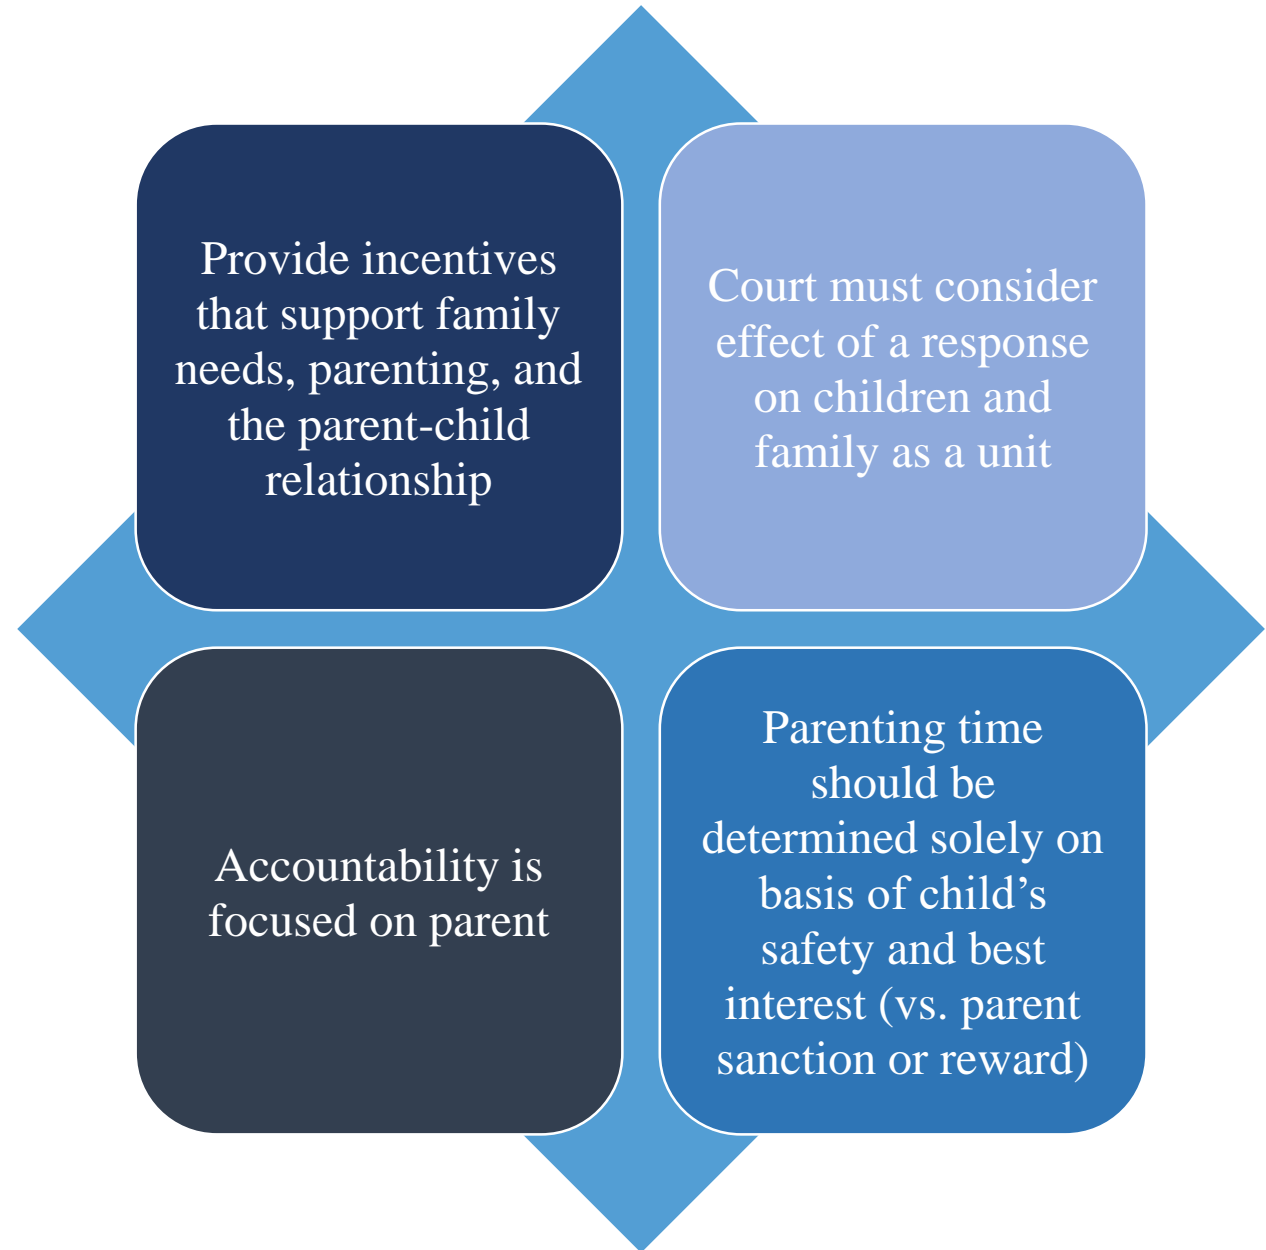 Provide incentives
that support family
needs, parenting, and
the parent-child
relationship
Court must consider
effect of a response
on children and
family as a unit
Accountability is
focused on parent
Parenting time
should be
determined solely on
basis of child’s
safety and best
interest (vs. parent
sanction or reward)